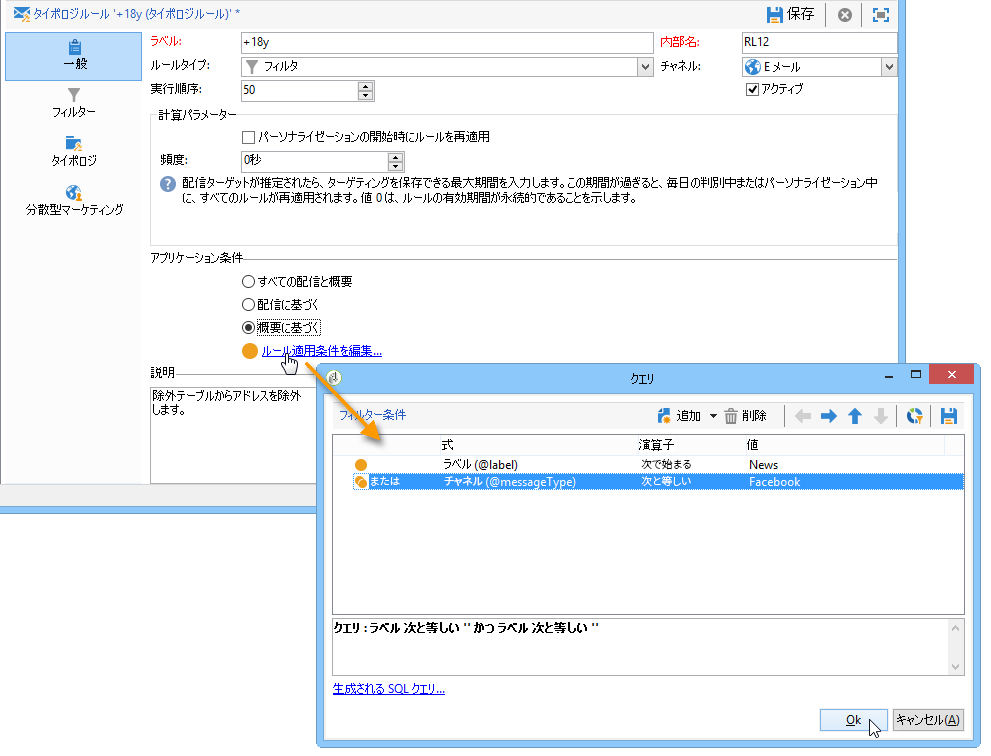 タイポロジルール '+18y (タイポロジルール)' *
保存
一般
フィルター
タイポロジ
分散型マーケティング
ラベル:
+18y
内部名:
RL12
ルールタイプ:
フィルタ
チャネル:
Eメール
実行順序:
50
アクティブ
計算パラメーター
パーソナライゼーションの開始時にルールを再適用
頻度:
0秒
配信ターゲットが推定されたら、ターゲティングを保存できる最大期間を入力します。この期間が過ぎると、毎日の判別中またはパーソナライゼーション中
に、すべてのルールが再適用されます。値 0 は、ルールの有効期間が永続的であることを示します。
アプリケーション条件
すべての配信と概要
配信に基づく
概要に基づく
ルール適用条件を編集...
説明
除外テーブルからアドレスを除外
します。
クエリ
フィルター条件
追加
削除
式 演算子 値
ラベル (@label) 次で始まる News
または チャネル (@messageType) 次と等しい Facebook
クエリ : ラベル 次と等しい '' かつ ラベル 次と等しい ''
生成される SQL クエリ...
Ok
キャンセル(A)